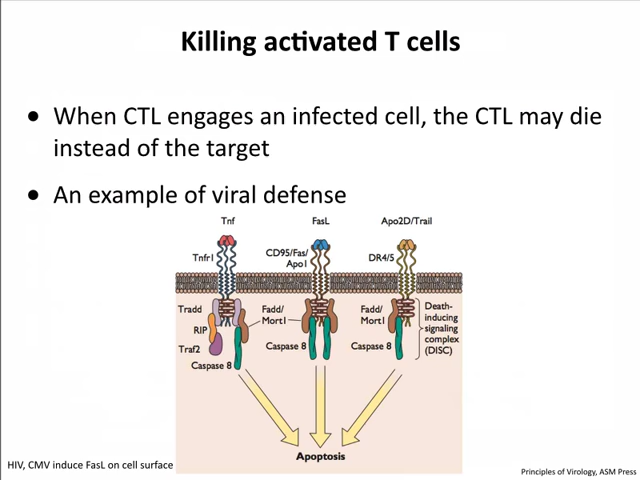 Killing activated T cells
● When CTL engages an infected cell, the CTL may die
instead of the target
● An example of viral defense
Tnf
FasL
Apo2D/Trail
Tnfr1
CD95/Fas/
Apo1
DR4/5
Tradd
RIP
Traf2
Caspase 8
Fadd/
Mort1
Caspase 8
Fadd/
Mort1
Caspase 8
Death-
inducing
signaling
complex
(DISC)
Apoptosis
HIV, CMV induce FasL on cell surface
Principles of Virology, ASM Press